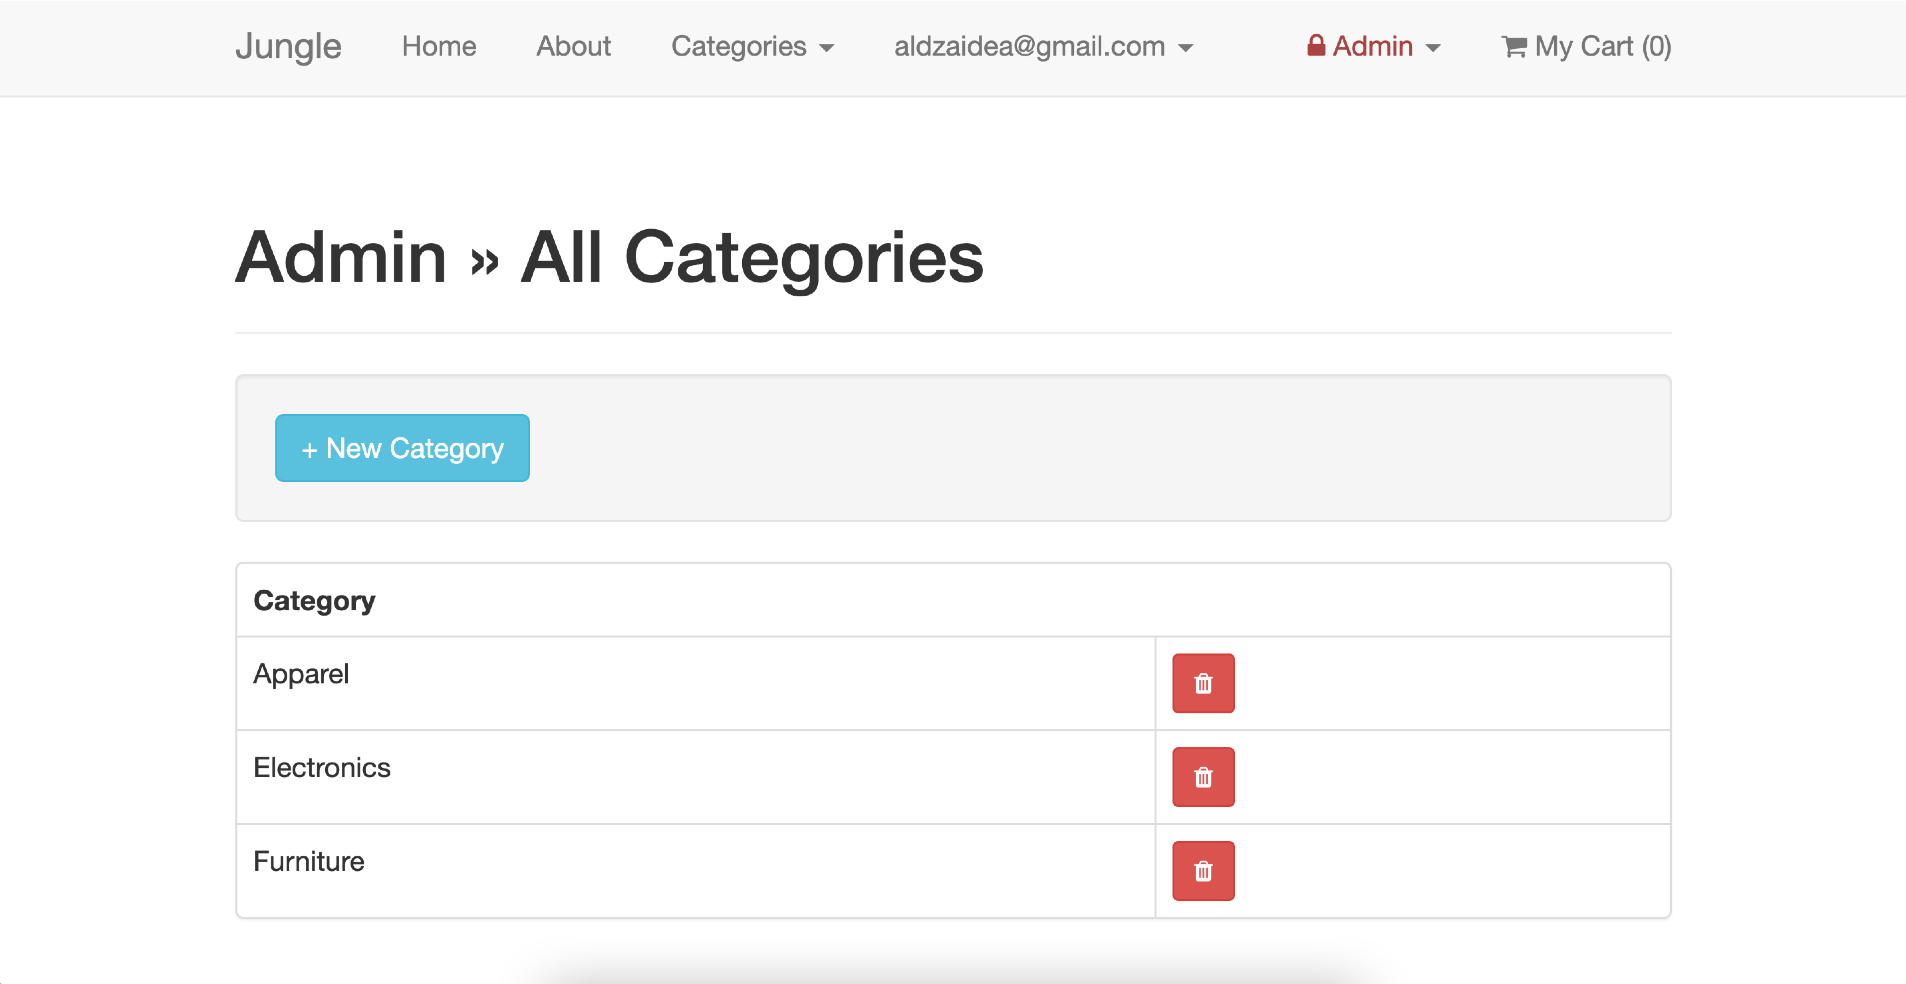 Jungle Home About Categories aldzaidea@gmail.com Admin My Cart (0)
Admin » All Categories
+ New Category
Category
Apparel
Electronics
Furniture